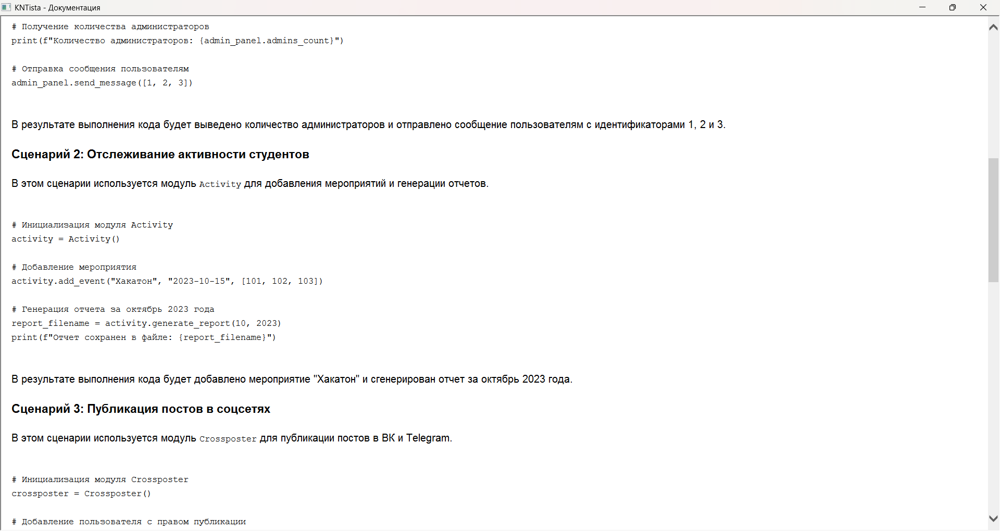 KNTista - Документация
# Получение количества администраторов
print(f"Количество администраторов: {admin_panel.admins_count}")
# Отправка сообщения пользователям
admin_panel.send_message([1, 2, 3])
В результате выполнения кода будет выведено количество администраторов и отправлено сообщение пользователям с идентификаторами 1, 2 и 3.
Сценарий 2: Отслеживание активности студентов
В этом сценарии используется модуль Activity для добавления мероприятий и генерации отчетов.
# Инициализация модуля Activity
activity = Activity()
# Добавление мероприятия
activity.add_event("Хакатон", "2023-10-15", [101, 102, 103])
# Генерация отчета за октябрь 2023 года
report_filename = activity.generate_report(10, 2023)
print(f"Отчет сохранен в файле: {report_filename}")
В результате выполнения кода будет добавлено мероприятие "Хакатон" и сгенерирован отчет за октябрь 2023 года.
Сценарий 3: Публикация постов в соцсетях
В этом сценарии используется модуль Crossposter для публикации постов в ВК и Telegram.
# Инициализация модуля Crossposter
crossposter = Crossposter()
# Добавление пользователя с правом публикации